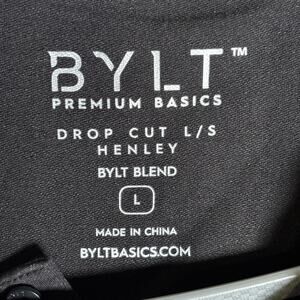 BYLT™
PREMIUM BASICS
DROP CUT L/S
HENLEY
BYLT BLEND
L
MADE IN CHINA
BYLTBASICS.COM